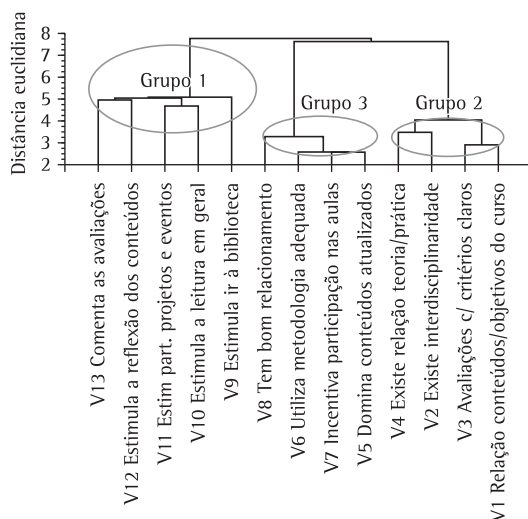 Distância euclidiana
8
7
6
5
4
3
2
Grupo 1
Grupo 3
Grupo 2
V13 Comenta as avaliações
V12 Estimula a reflexão dos conteúdos
V11 Estim part. projetos e eventos
V10 Estimula a leitura em geral
V9 Estimula ir à biblioteca
V8 Tem bom relacionamento
V6 Utiliza metodologia adequada
V7 Incentiva participação nas aulas
V5 Domina conteúdos atualizados
V4 Existe relação teoria/prática
V2 Existe interdisciplinaridade
V3 Avaliações c/ critérios claros
V1 Relação conteúdos/objetivos do curso